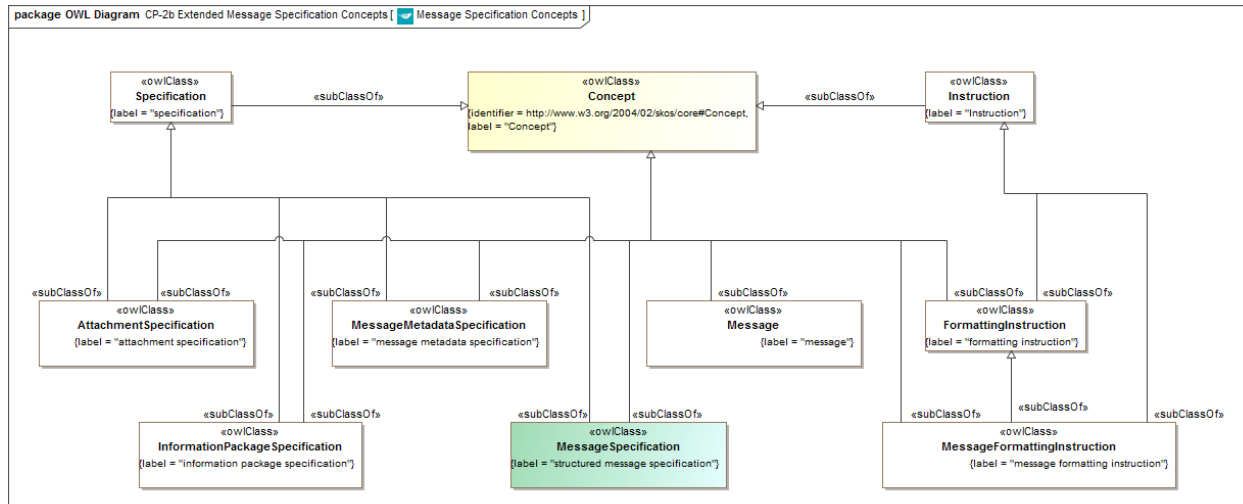 package OWL Diagram CP-2b Extended Message Specification Concepts [ Message Specification Concepts ]
«owlClass»
Specification
{label = "specification"}
«subClassOf»
«owlClass»
Concept
{identifier = http://www.w3.org/2004/02/skos/core#Concept,
label = "Concept"}
«subClassOf»
«owlClass»
Instruction
{label = "Instruction"}
«subClassOf»
«subClassOf»
«owlClass»
AttachmentSpecification
{label = "attachment specification"}
«subClassOf»
«subClassOf»
«owlClass»
MessageMetadataSpecification
{label = "message metadata specification"}
«subClassOf»
«owlClass»
Message
{label = "message"}
«subClassOf»
«subClassOf»
«owlClass»
FormattingInstruction
{label = "formatting instruction"}
«subClassOf»
«subClassOf»
«owlClass»
InformationPackageSpecification
{label = "information package specification"}
«subClassOf»
«subClassOf»
«owlClass»
MessageSpecification
{label = "structured message specification"}
«subClassOf»
«subClassOf»
«subClassOf»
«owlClass»
MessageFormattingInstruction
{label = "message formatting instruction"}